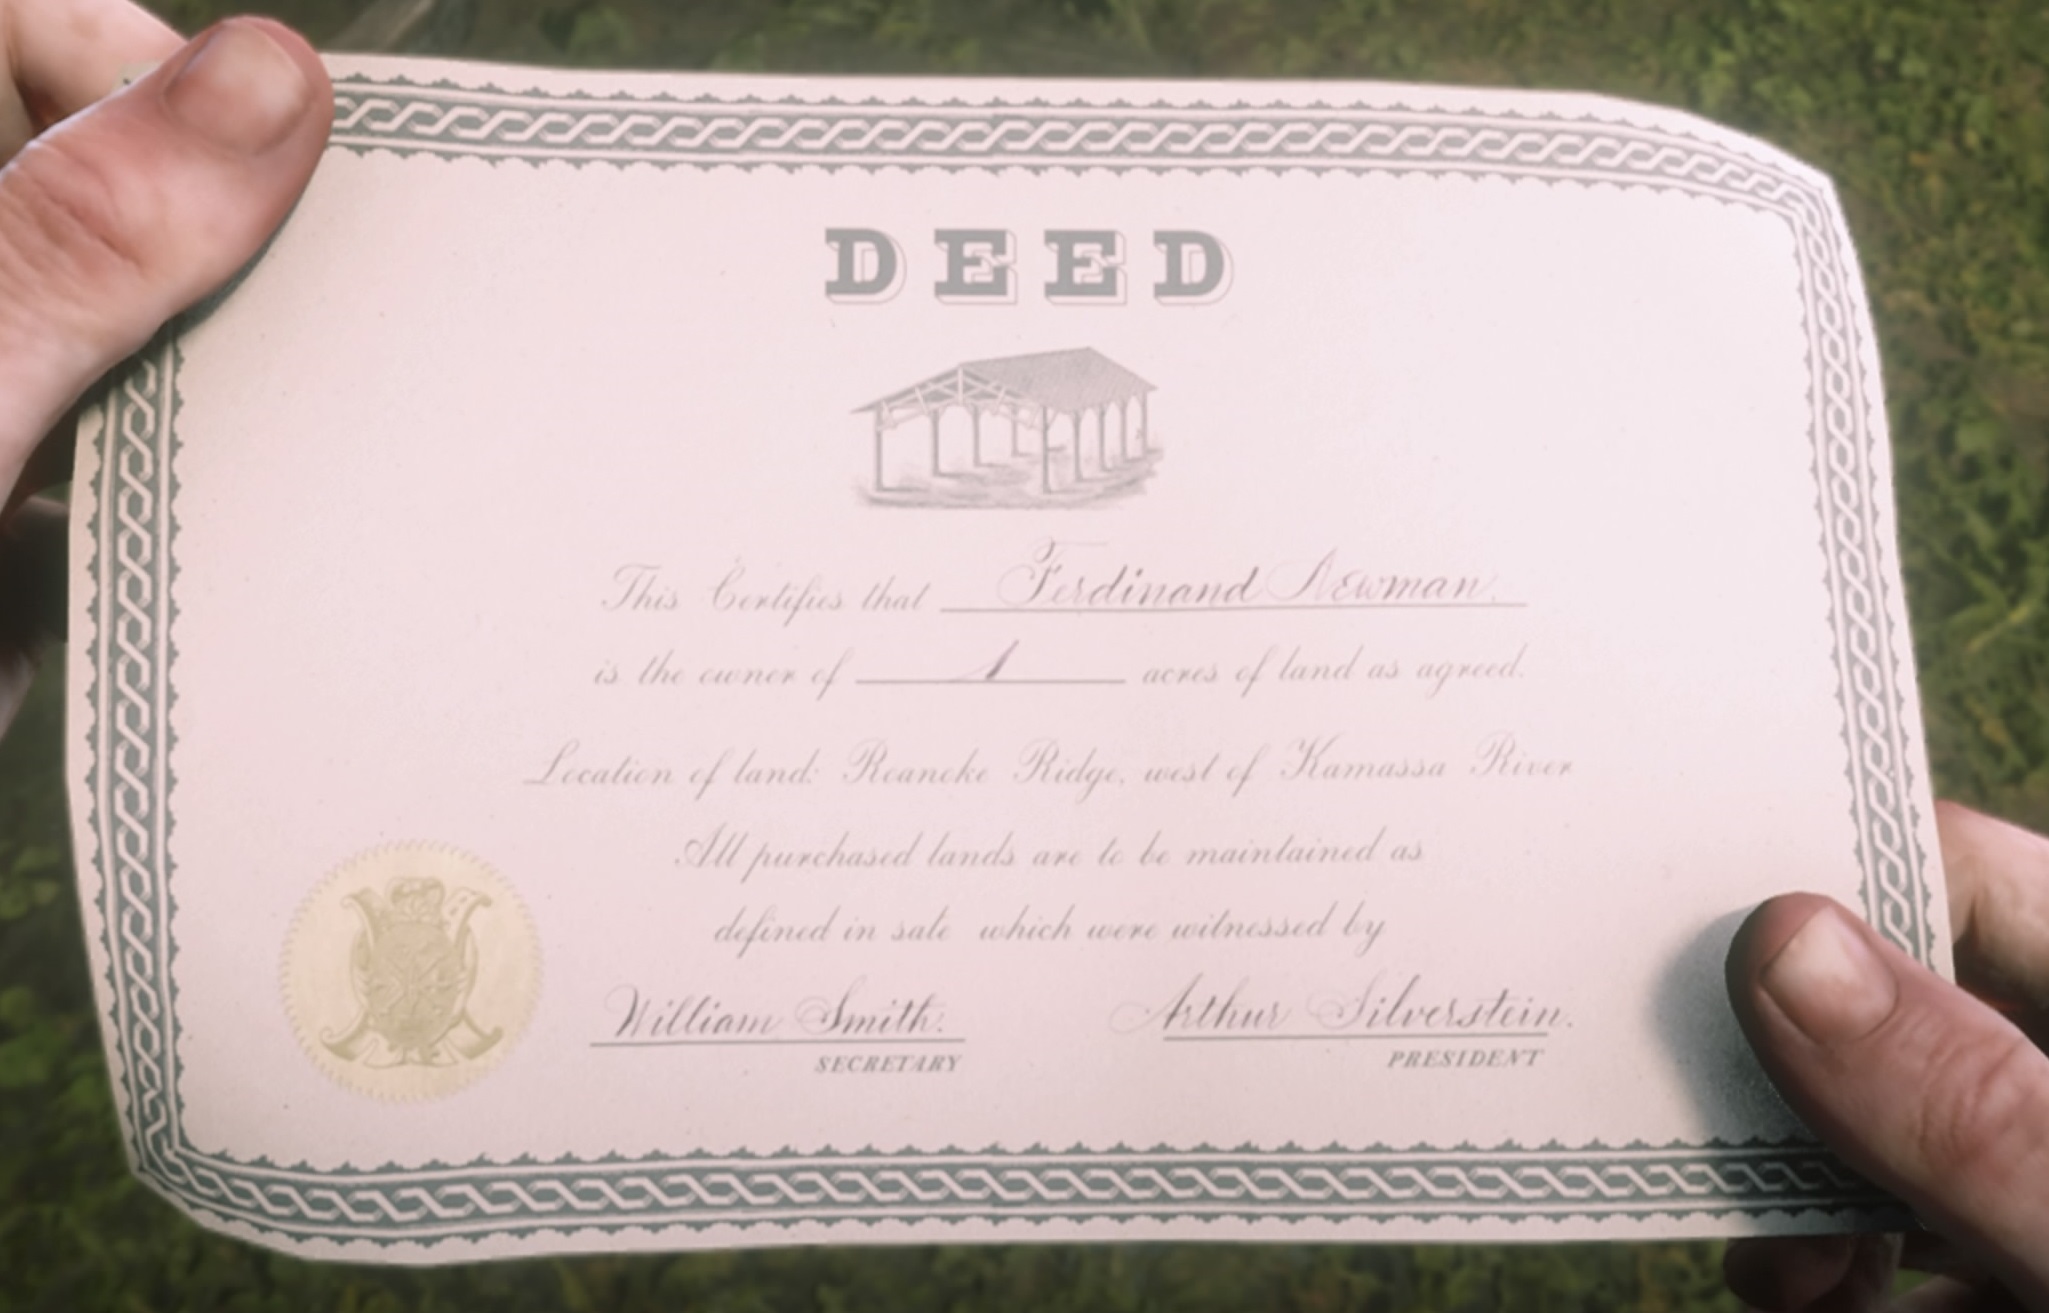 DEED
This Certifies that Ferdinand Newman.
is the owner of 1 acres of land as agreed.
Location of land: Roanoke Ridge, west of Kamassa River
All purchased lands are to be maintained as
defined in sale which were witnessed by
William Smith. Arthur Silverstein.
SECRETARY PRESIDENT